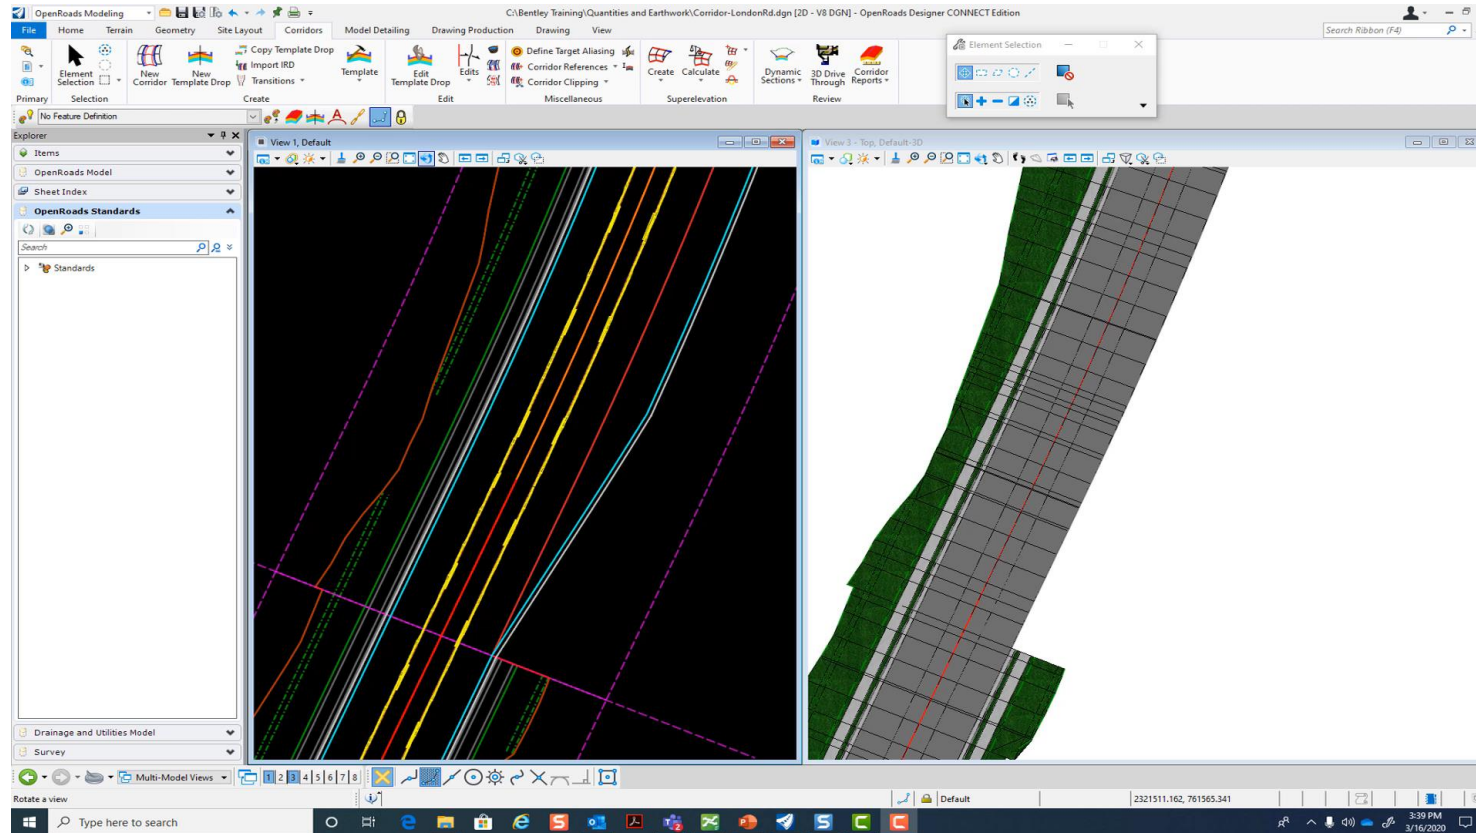 OpenRoads Modeling
C:\Bentley Training\Quantities and Earthwork\Corridor-LondonRd.dgn [2D - V8 DGN] - OpenRoads Designer CONNECT Edition
File Home Terrain Geometry Site Layout Corridors Model Detailing Drawing Production Drawing View
Search Ribbon (F4)
Element Selection
Element Selection
New Corridor
New Template Drop
Copy Template Drop
Import IRD
Transitions
Template
Edit Template Drop
Edits
Define Target Aliasing
Corridor References
Corridor Clipping
Create
Calculate
Dynamic Sections
3D Drive Through
Corridor Reports
Primary Selection Create Edit Miscellaneous Superelevation Review
No Feature Definition
Explorer
Items
OpenRoads Model
Sheet Index
OpenRoads Standards
Search
Standards
Drainage and Utilities Model
Survey
View 1, Default
View 3 - Top, Default-3D
Multi-Model Views
1 2 3 4 5 6 7 8
Rotate a view
Default
2321511.162, 761565.341
Type here to search
3:39 PM
3/16/2020